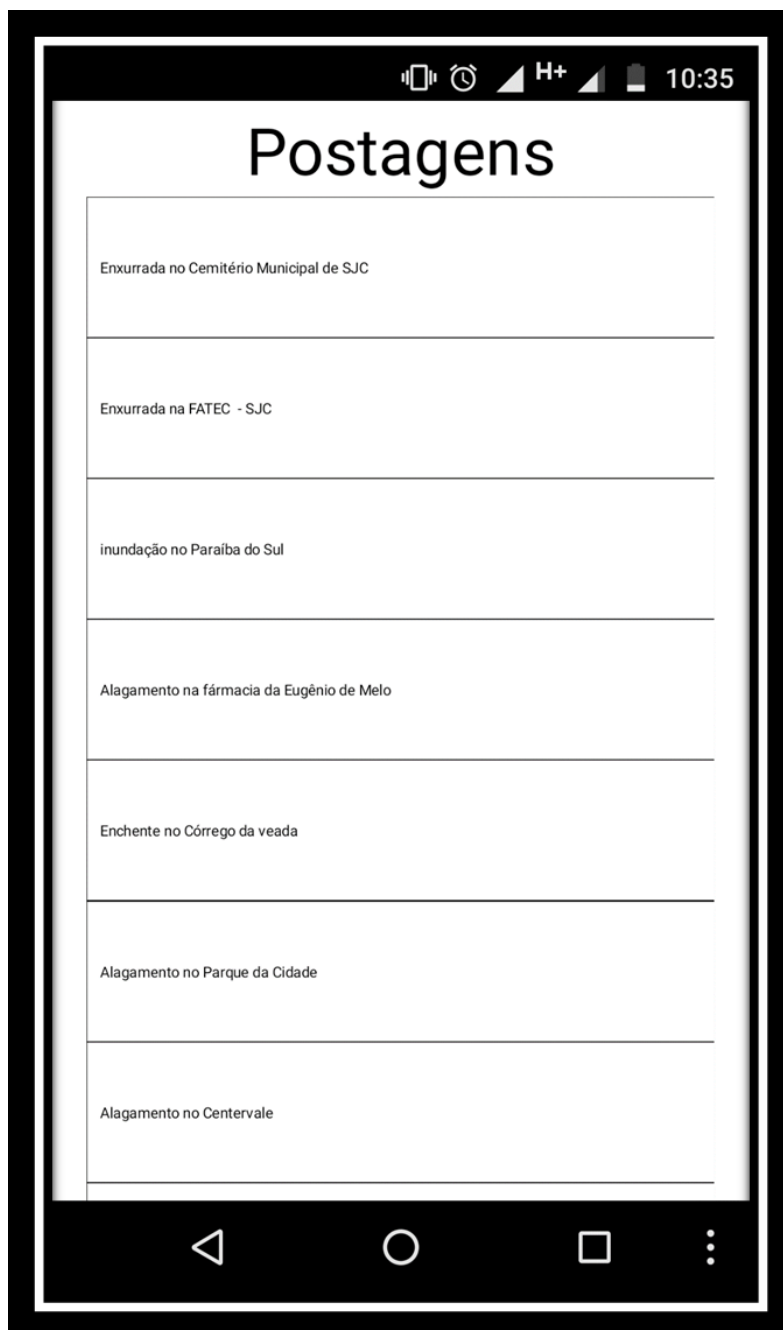 H+ 10:35
Postagens
Enxurrada no Cemitério Municipal de SJC
Enxurrada na FATEC - SJC
inundação no Paraíba do Sul
Alagamento na fármacia da Eugênio de Melo
Enchente no Córrego da veada
Alagamento no Parque da Cidade
Alagamento no Centervale